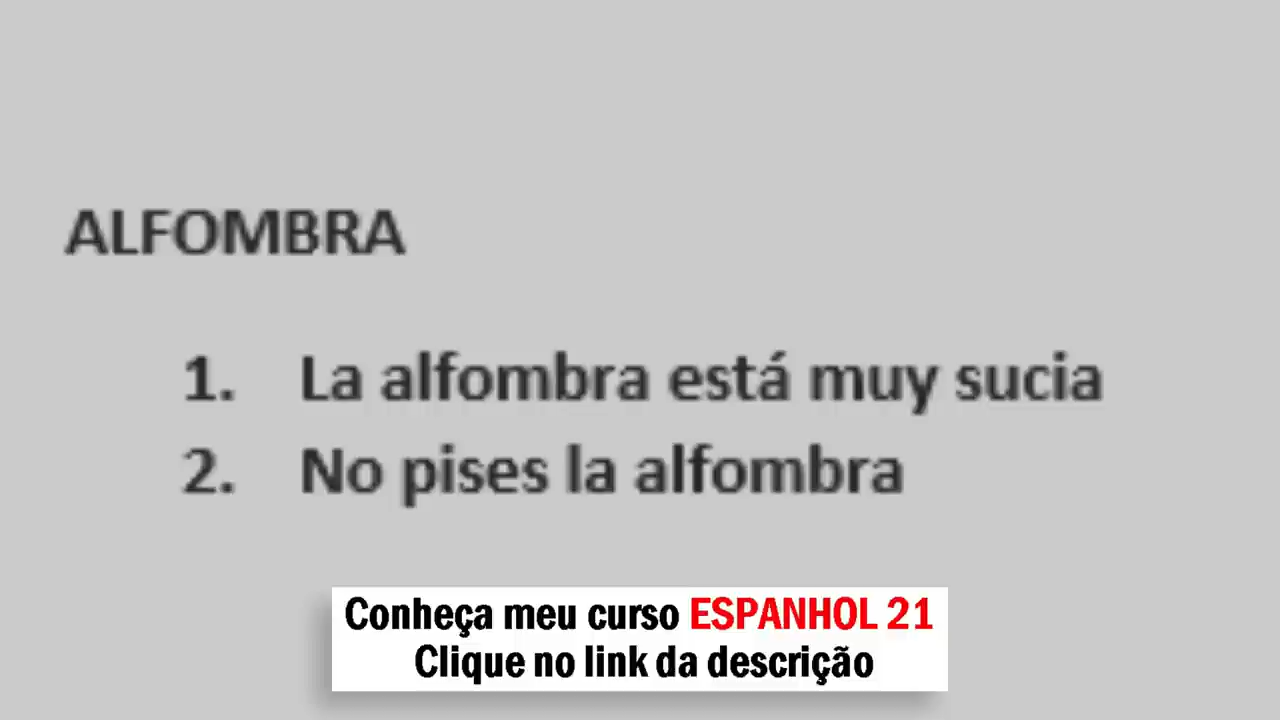 ALFOMBRA
1. La alfombra está muy sucia
2. No pises la alfombra
Conheça meu curso ESPANHOL 21
Clique no link da descrição